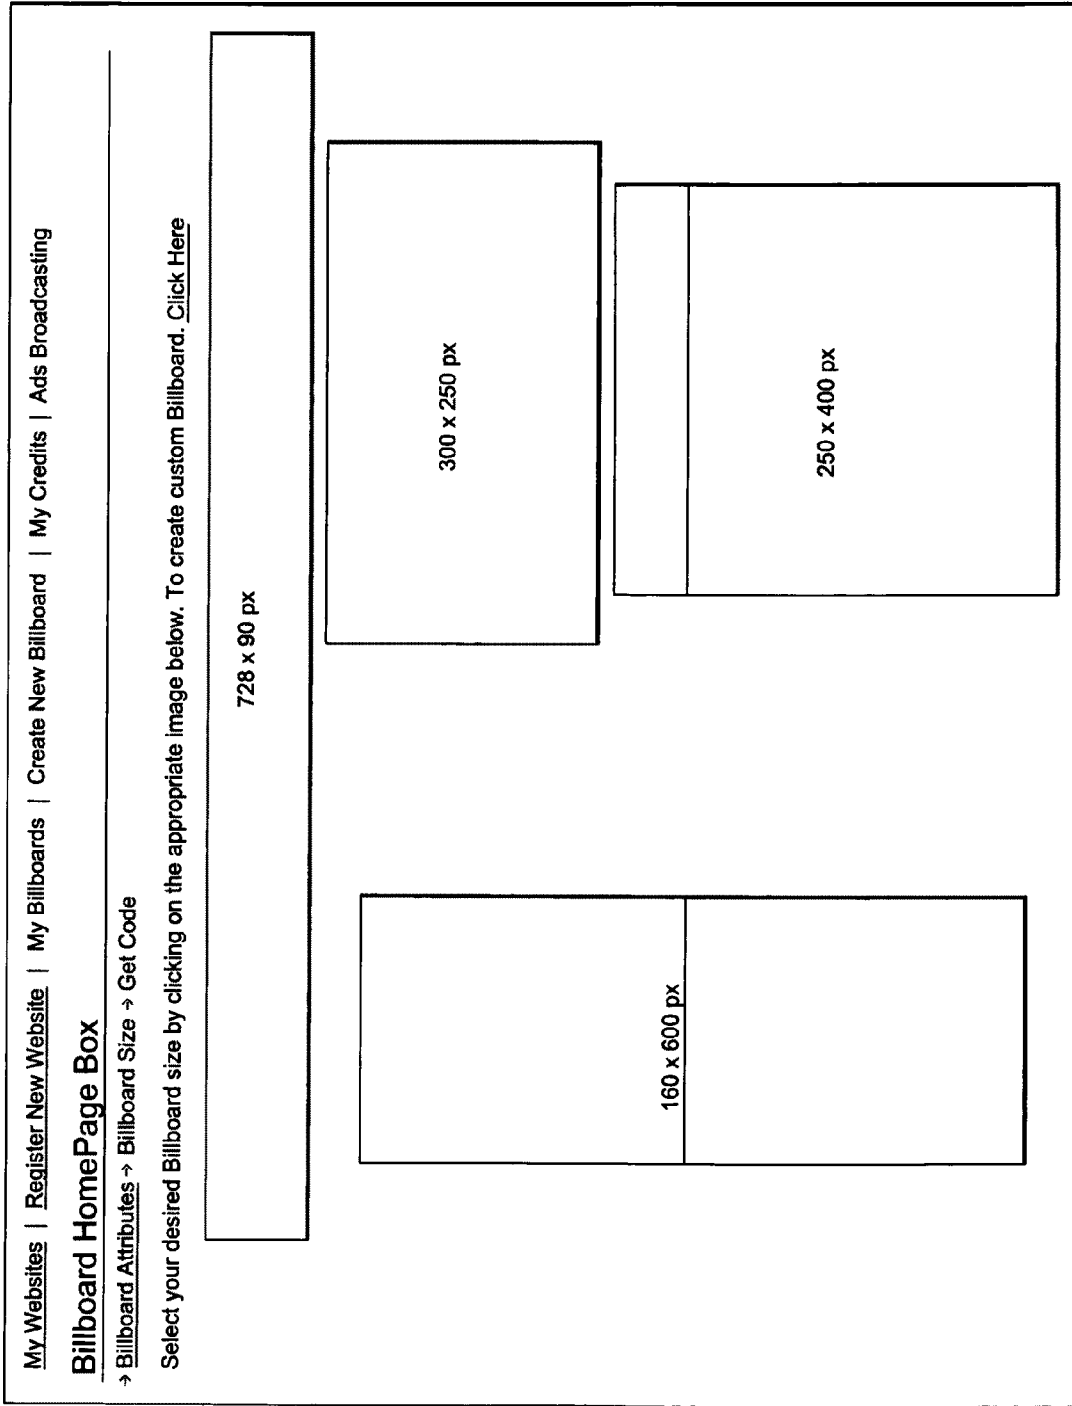 My Websites | Register New Website | My Billboards | Create New Billboard | My Credits | Ads Broadcasting
Billboard HomePage Box
→ Billboard Attributes → Billboard Size → Get Code
Select your desired Billboard size by clicking on the appropriate image below. To create custom Billboard. Click Here
728 x 90 px
300 x 250 px
160 x 600 px
250 x 400 px